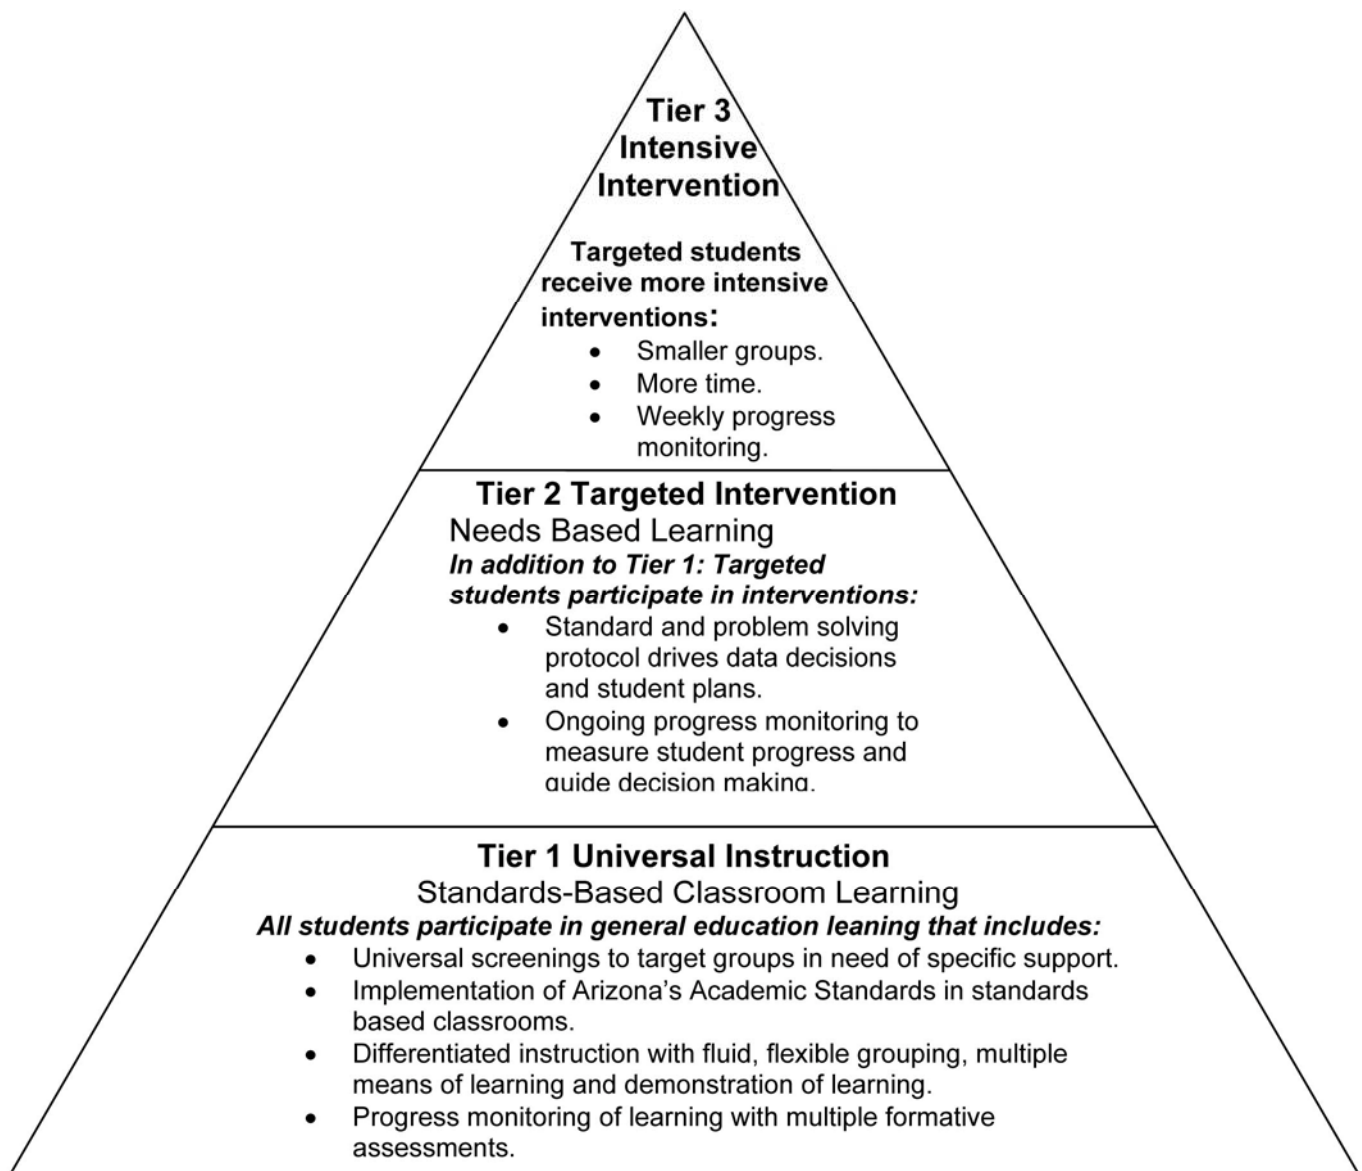 Tier 3
Intensive
Intervention
Targeted students
receive more intensive
interventions:
• Smaller groups.
• More time.
• Weekly progress
monitoring.
Tier 2 Targeted Intervention
Needs Based Learning
In addition to Tier 1: Targeted
students participate in interventions:
• Standard and problem solving
protocol drives data decisions
and student plans.
• Ongoing progress monitoring to
measure student progress and
guide decision making.
Tier 1 Universal Instruction
Standards-Based Classroom Learning
All students participate in general education leaning that includes:
• Universal screenings to target groups in need of specific support.
• Implementation of Arizona’s Academic Standards in standards
based classrooms.
• Differentiated instruction with fluid, flexible grouping, multiple
means of learning and demonstration of learning.
• Progress monitoring of learning with multiple formative
assessments.